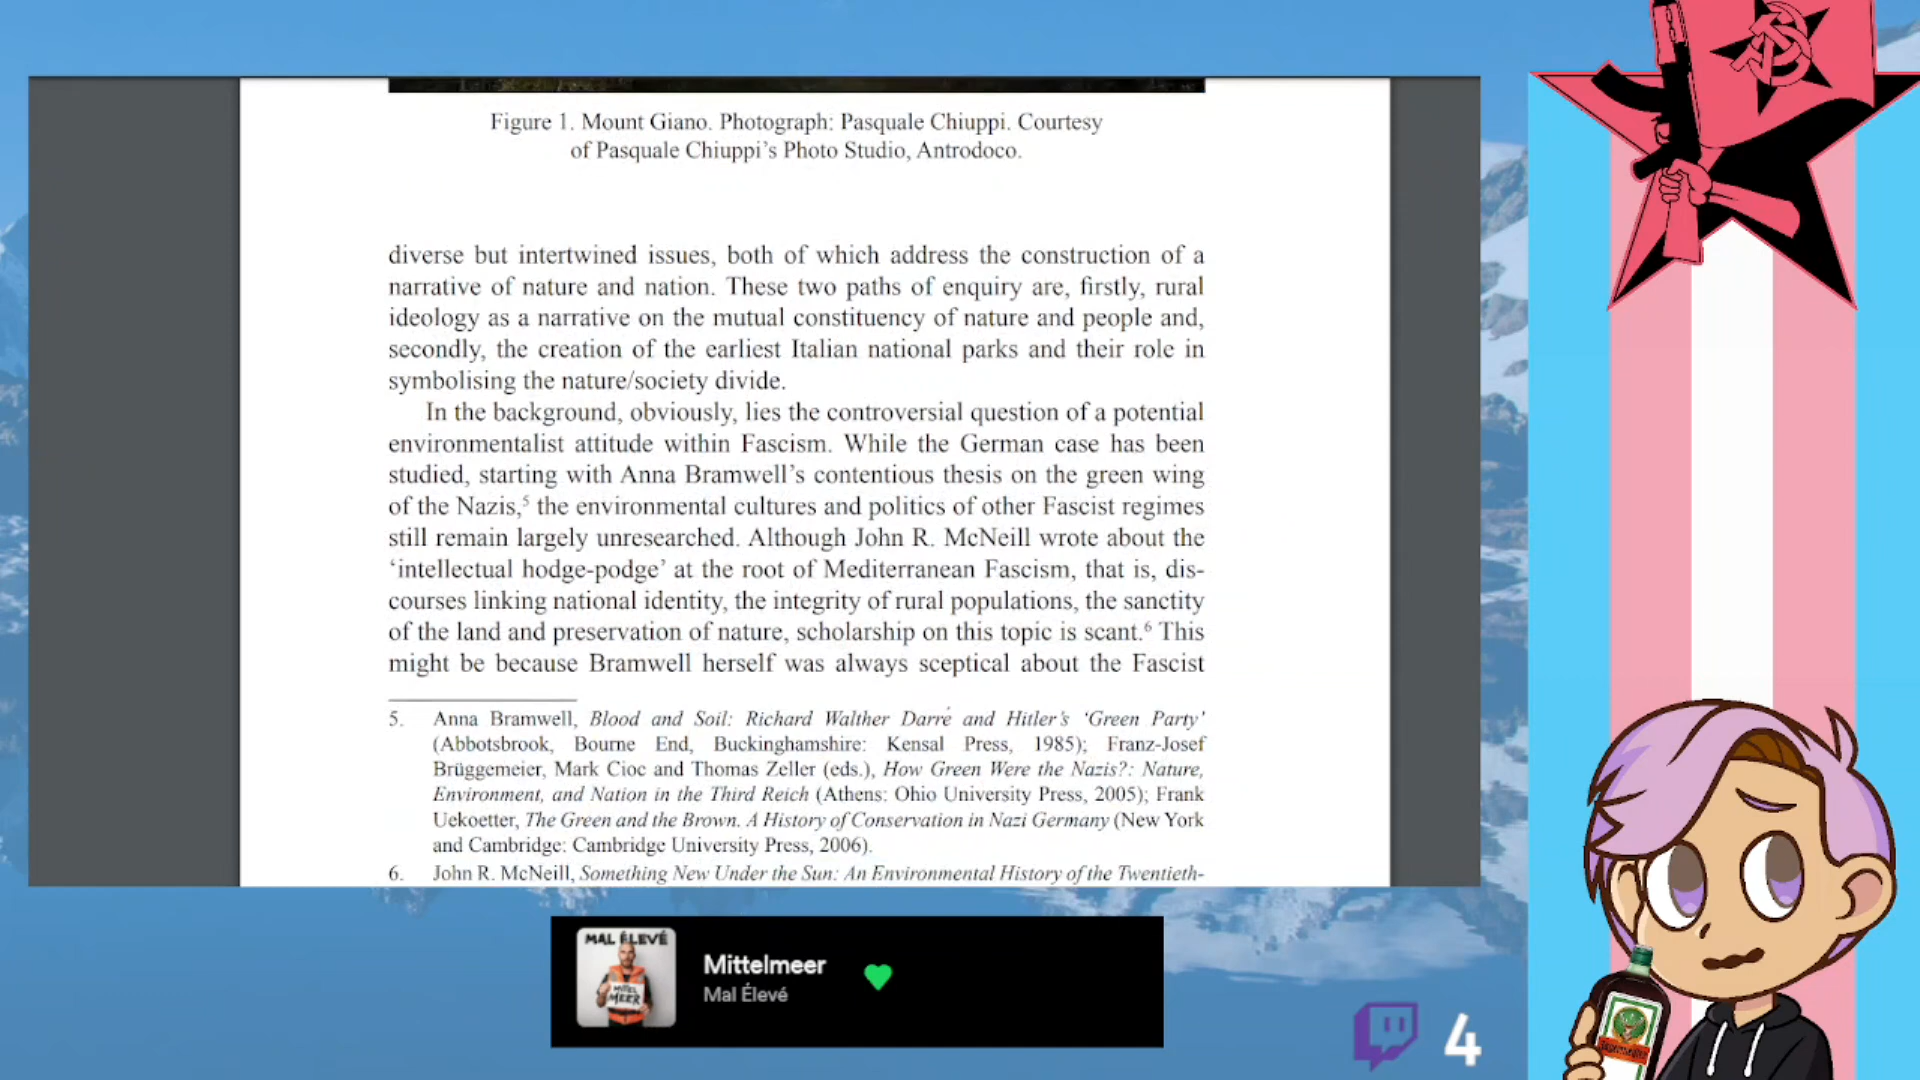 Figure 1. Mount Giano. Photograph: Pasquale Chiuppi. Courtesy
of Pasquale Chiuppi's Photo Studio, Antrodoco.
diverse but intertwined issues, both of which address the construction of a
narrative of nature and nation. These two paths of enquiry are, firstly, rural
ideology as a narrative on the mutual constituency of nature and people and,
secondly, the creation of the earliest Italian national parks and their role in
symbolising the nature/society divide.
In the background, obviously, lies the controversial question of a potential
environmentalist attitude within Fascism. While the German case has been
studied, starting with Anna Bramwell's contentious thesis on the green wing
of the Nazis,⁵ the environmental cultures and politics of other Fascist regimes
still remain largely unresearched. Although John R. McNeill wrote about the
'intellectual hodge-podge' at the root of Mediterranean Fascism, that is, dis-
courses linking national identity, the integrity of rural populations, the sanctity
of the land and preservation of nature, scholarship on this topic is scant.⁶ This
might be because Bramwell herself was always sceptical about the Fascist
5. Anna Bramwell, Blood and Soil: Richard Walther Darré and Hitler's 'Green Party'
(Abbotsbrook, Bourne End, Buckinghamshire: Kensal Press, 1985); Franz-Josef
Brüggemeier, Mark Cioc and Thomas Zeller (eds.), How Green Were the Nazis?: Nature,
Environment, and Nation in the Third Reich (Athens: Ohio University Press, 2005); Frank
Uekoetter, The Green and the Brown. A History of Conservation in Nazi Germany (New York
and Cambridge: Cambridge University Press, 2006).
6. John R. McNeill, Something New Under the Sun: An Environmental History of the Twentieth-
MAL ÉLEVÉ
MITTEL
MEER
Mittelmeer
Mal Élevé
4